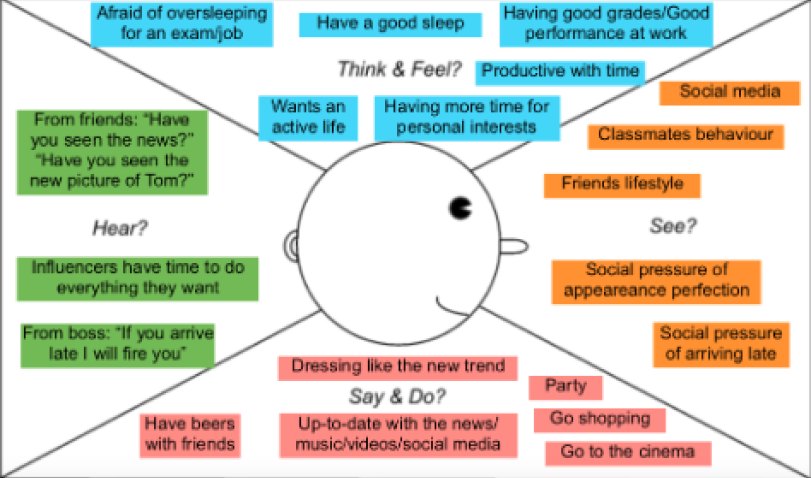 Afraid of oversleeping
for an exam/job
Have a good sleep
Having good grades/Good
performance at work
Think & Feel?
Productive with time
Wants an
active life
Having more time for
personal interests
Social media
Classmates behaviour
Friends lifestyle
See?
Social pressure of
appeareance perfection
Social pressure
of arriving late
From friends: “Have
you seen the news?”
“Have you seen the
new picture of Tom?”
Hear?
Influencers have time to do
everything they want
From boss: “If you arrive
late I will fire you”
Dressing like the new trend
Say & Do?
Have beers
with friends
Up-to-date with the news/
music/videos/social media
Party
Go shopping
Go to the cinema